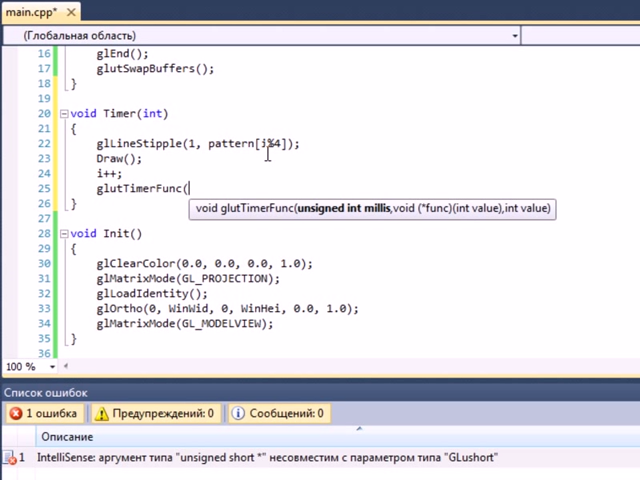 main.cpp*
(Глобальная область)
16 glEnd();
17 glutSwapBuffers();
18 }
19
20 void Timer(int)
21 {
22 glLineStipple(1, pattern[i%4]);
23 Draw();
24 i++;
25 glutTimerFunc(
void glutTimerFunc(unsigned int millis,void (*func)(int value),int value)
26 }
27
28 void Init()
29 {
30 glClearColor(0.0, 0.0, 0.0, 1.0);
31 glMatrixMode(GL_PROJECTION);
32 glLoadIdentity();
33 glOrtho(0, WinWid, 0, WinHei, 0.0, 1.0);
34 glMatrixMode(GL_MODELVIEW);
35 }
36
100 %
Список ошибок
1 ошибка Предупреждений: 0 Сообщений: 0
Описание
1 IntelliSense: аргумент типа "unsigned short *" несовместим с параметром типа "GLushort"